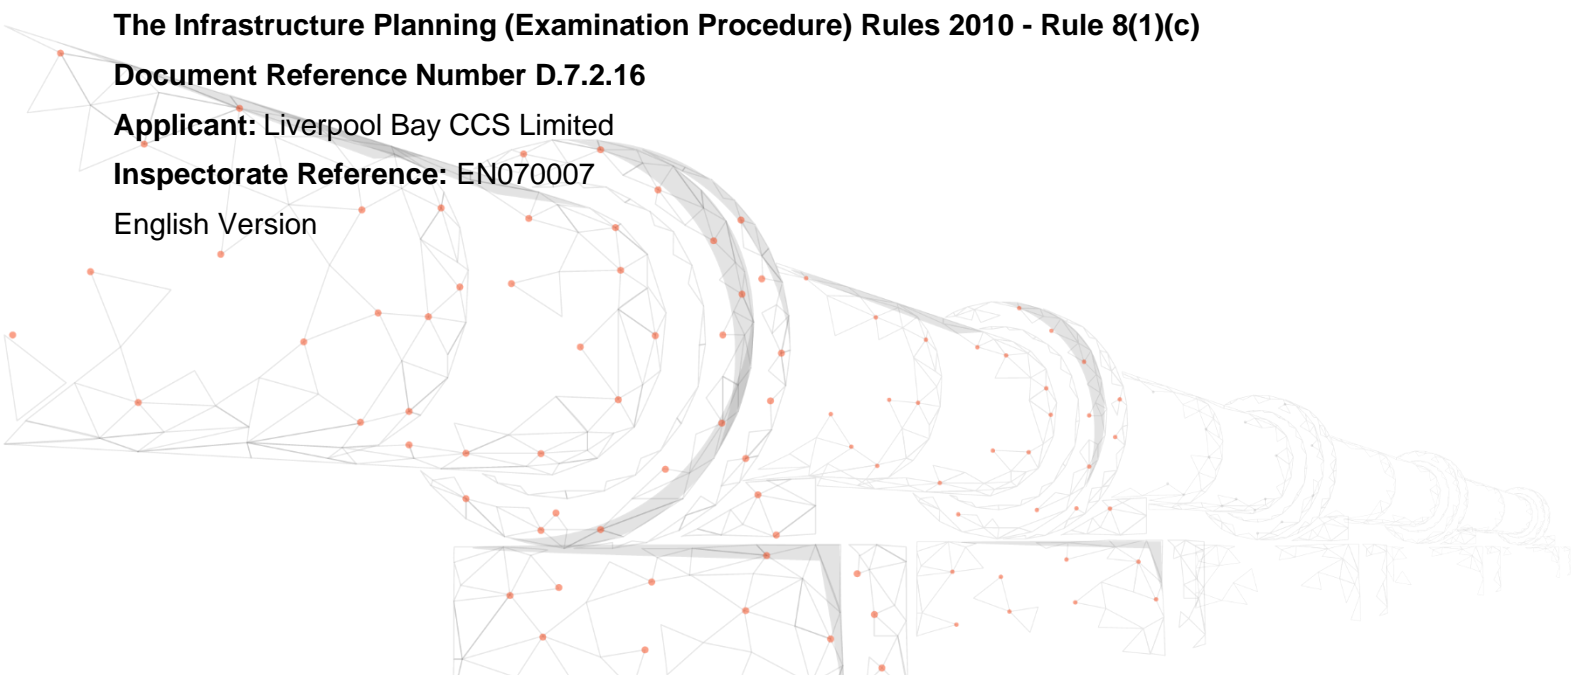 The Infrastructure Planning (Examination Procedure) Rules 2010 - Rule 8(1)(c)
Document Reference Number D.7.2.16
Applicant: Liverpool Bay CCS Limited
Inspectorate Reference: EN070007
English Version